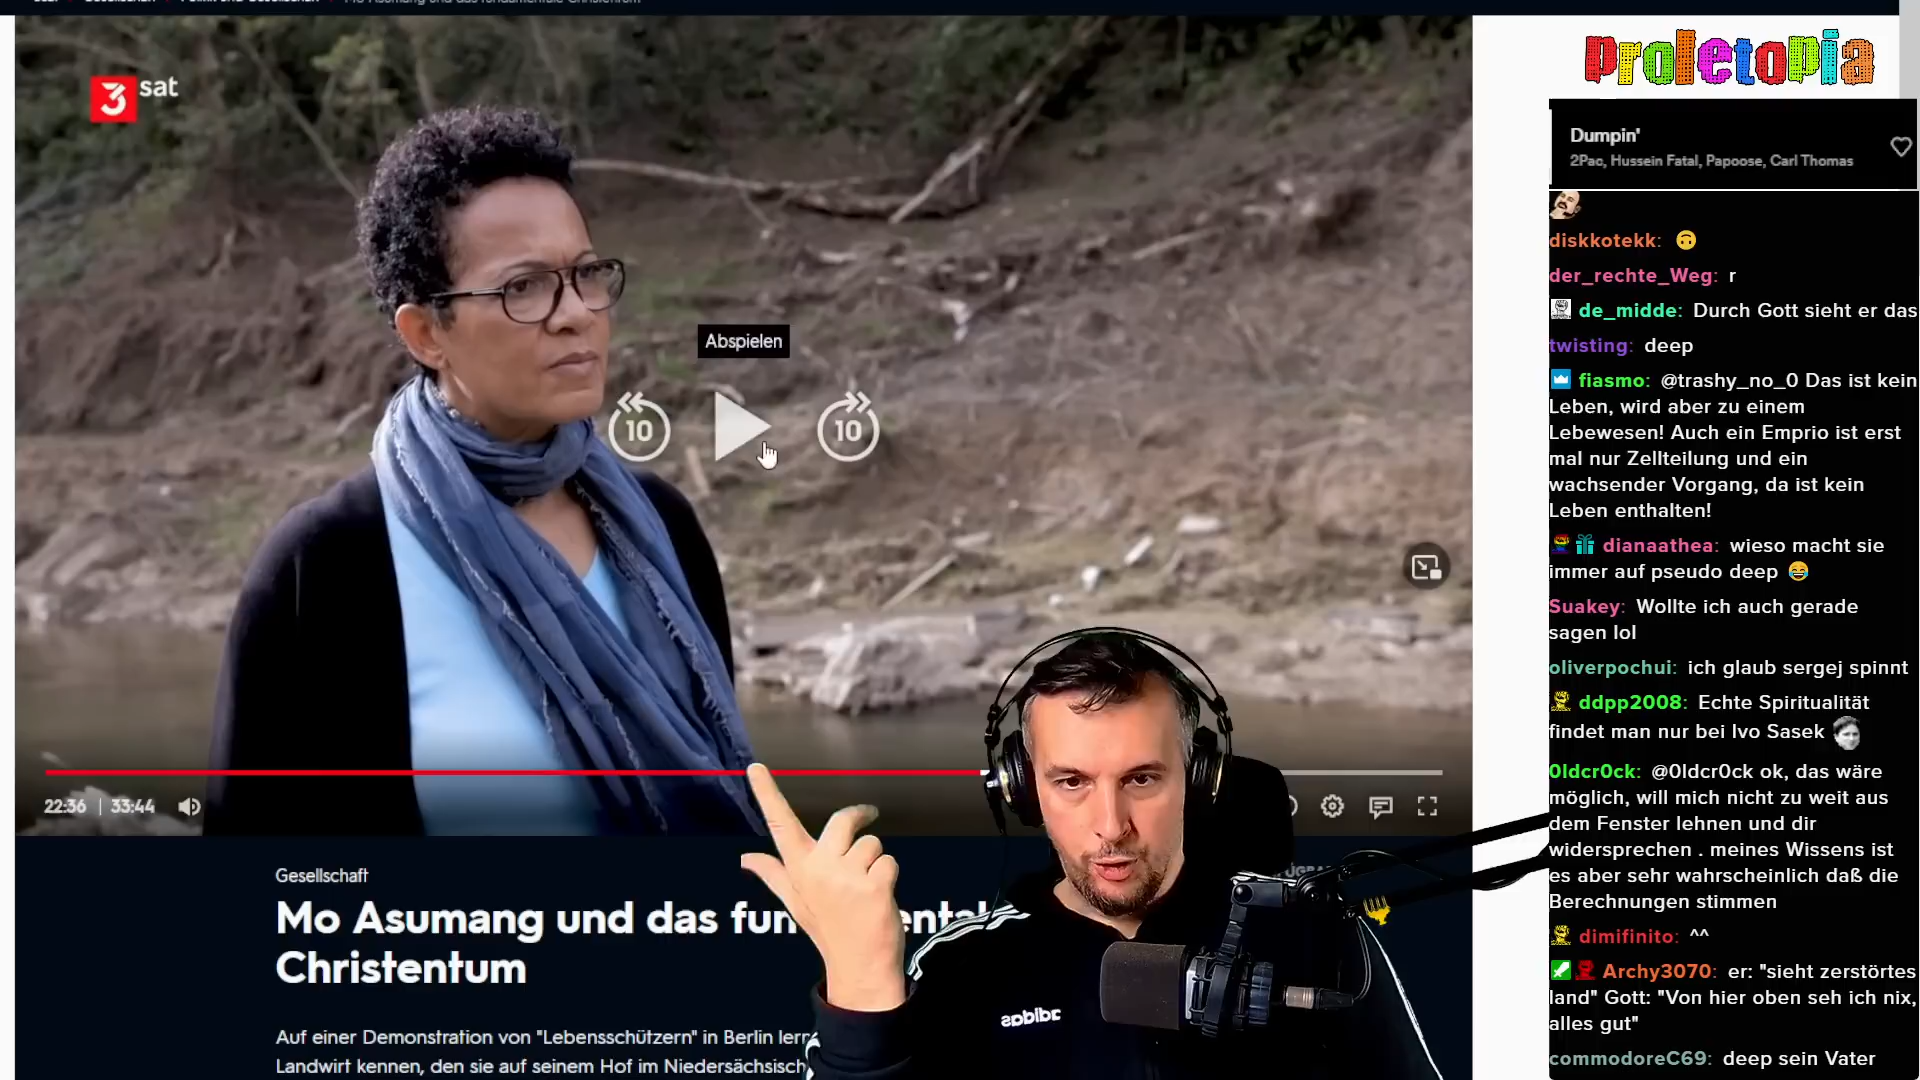 Mo Asumang und das fundamentale Christentum
3sat
Abspielen
10
10
22:36 | 33:44
Gesellschaft
Mo Asumang und das fun
Christentum
Auf einer Demonstration von "Lebensschützern" in Berlin
Landwirt kennen, den sie auf seinem Hof im Niedersächsisch
adidas
Proletopia
Dumpin'
2Pac, Hussein Fatal, Papoose, Carl Thomas
diskkotekk: 🙃
der_rechte_Weg: r
de_midde: Durch Gott sieht er das
twisting: deep
fiasmo: @trashy_no_0 Das ist kein
Leben, wird aber zu einem
Lebewesen! Auch ein Emprio ist erst
mal nur Zellteilung und ein
wachsender Vorgang, da ist kein
Leben enthalten!
dianaathea: wieso macht sie
immer auf pseudo deep 😂
Suakey: Wollte ich auch gerade
sagen lol
oliverpochui: ich glaub sergej spinnt
ddpp2008: Echte Spiritualität
findet man nur bei Ivo Sasek
0ldcr0ck: @0ldcr0ck ok, das wäre
möglich, will mich nicht zu weit aus
dem Fenster lehnen und dir
widersprechen . meines Wissens ist
es aber sehr wahrscheinlich daß die
Berechnungen stimmen
dimifinito: ^^
Archy3070: er: "sieht zerstörtes
land" Gott: "Von hier oben seh ich nix,
alles gut"
commodoreC69: deep sein Vater